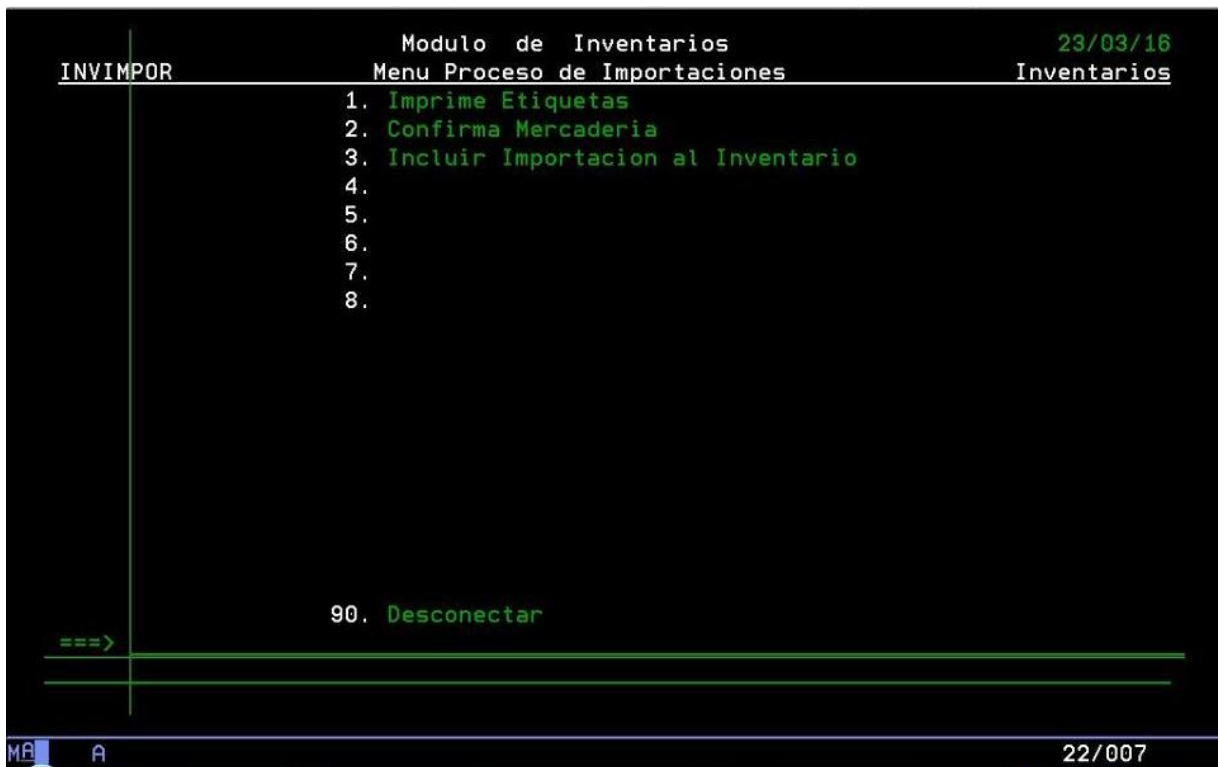 Modulo de Inventarios 23/03/16
INVIMPOR Menu Proceso de Importaciones Inventarios
1. Imprime Etiquetas
2. Confirma Mercaderia
3. Incluir Importacion al Inventario
4.
5.
6.
7.
8.
90. Desconectar
===>
MA A 22/007